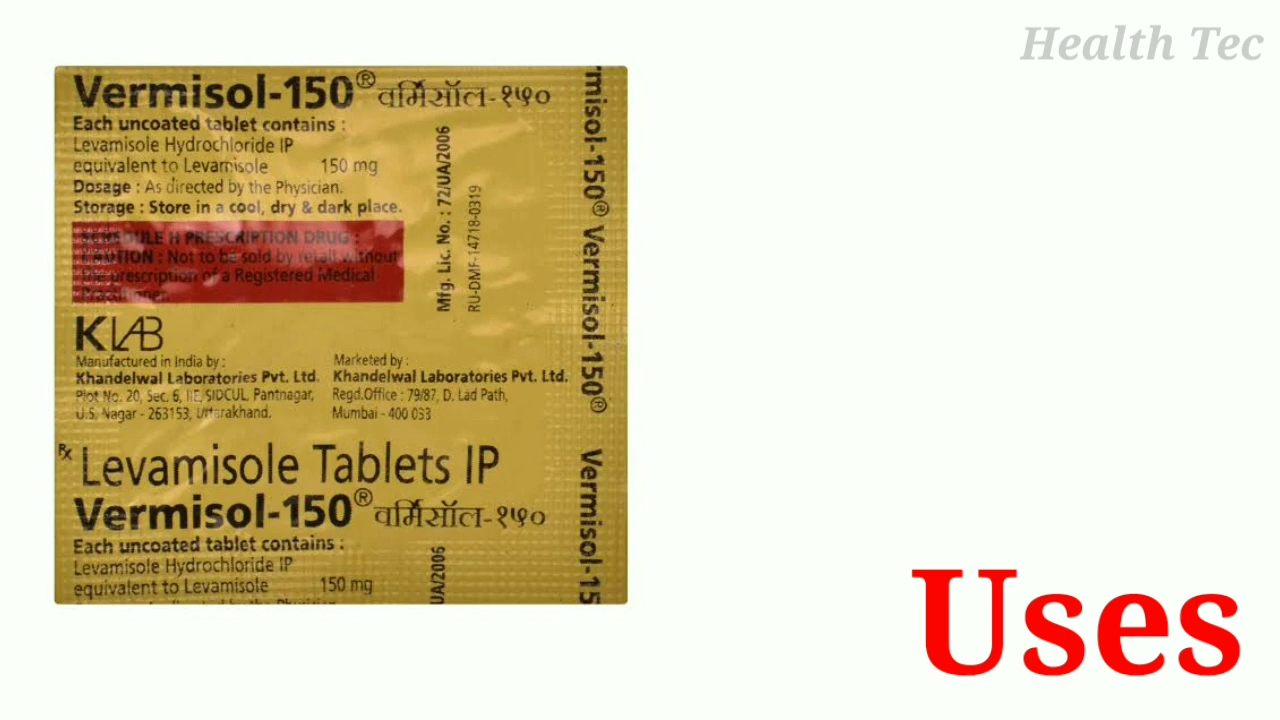 Health Tec
Vermisol-150® वर्मिसॉल-१५०
Each uncoated tablet contains :
Levamisole Hydrochloride IP
equivalent to Levamisole 150 mg
Dosage : As directed by the Physician.
Storage : Store in a cool, dry & dark place.
SCHEDULE H PRESCRIPTION DRUG :
CAUTION : Not to be sold by retail without
the prescription of a Registered Medical
Practitioner.
Mfg. Lic. No. : 72/UA/2006
RU-DMF-14718-0319
KLAB
Manufactured in India by :
Khandelwal Laboratories Pvt. Ltd.
Plot No. 20, Sec. 6, IIE, SIDCUL, Pantnagar,
U.S. Nagar - 263153, Uttarakhand.
Marketed by :
Khandelwal Laboratories Pvt. Ltd.
Regd.Office : 79/87, D. Lad Path,
Mumbai - 400 033
Rx Levamisole Tablets IP
Vermisol-150® वर्मिसॉल-१५०
Each uncoated tablet contains :
Levamisole Hydrochloride IP
equivalent to Levamisole 150 mg
UA/2006
rmisol-150® Vermisol-150® Vermisol-15
Uses